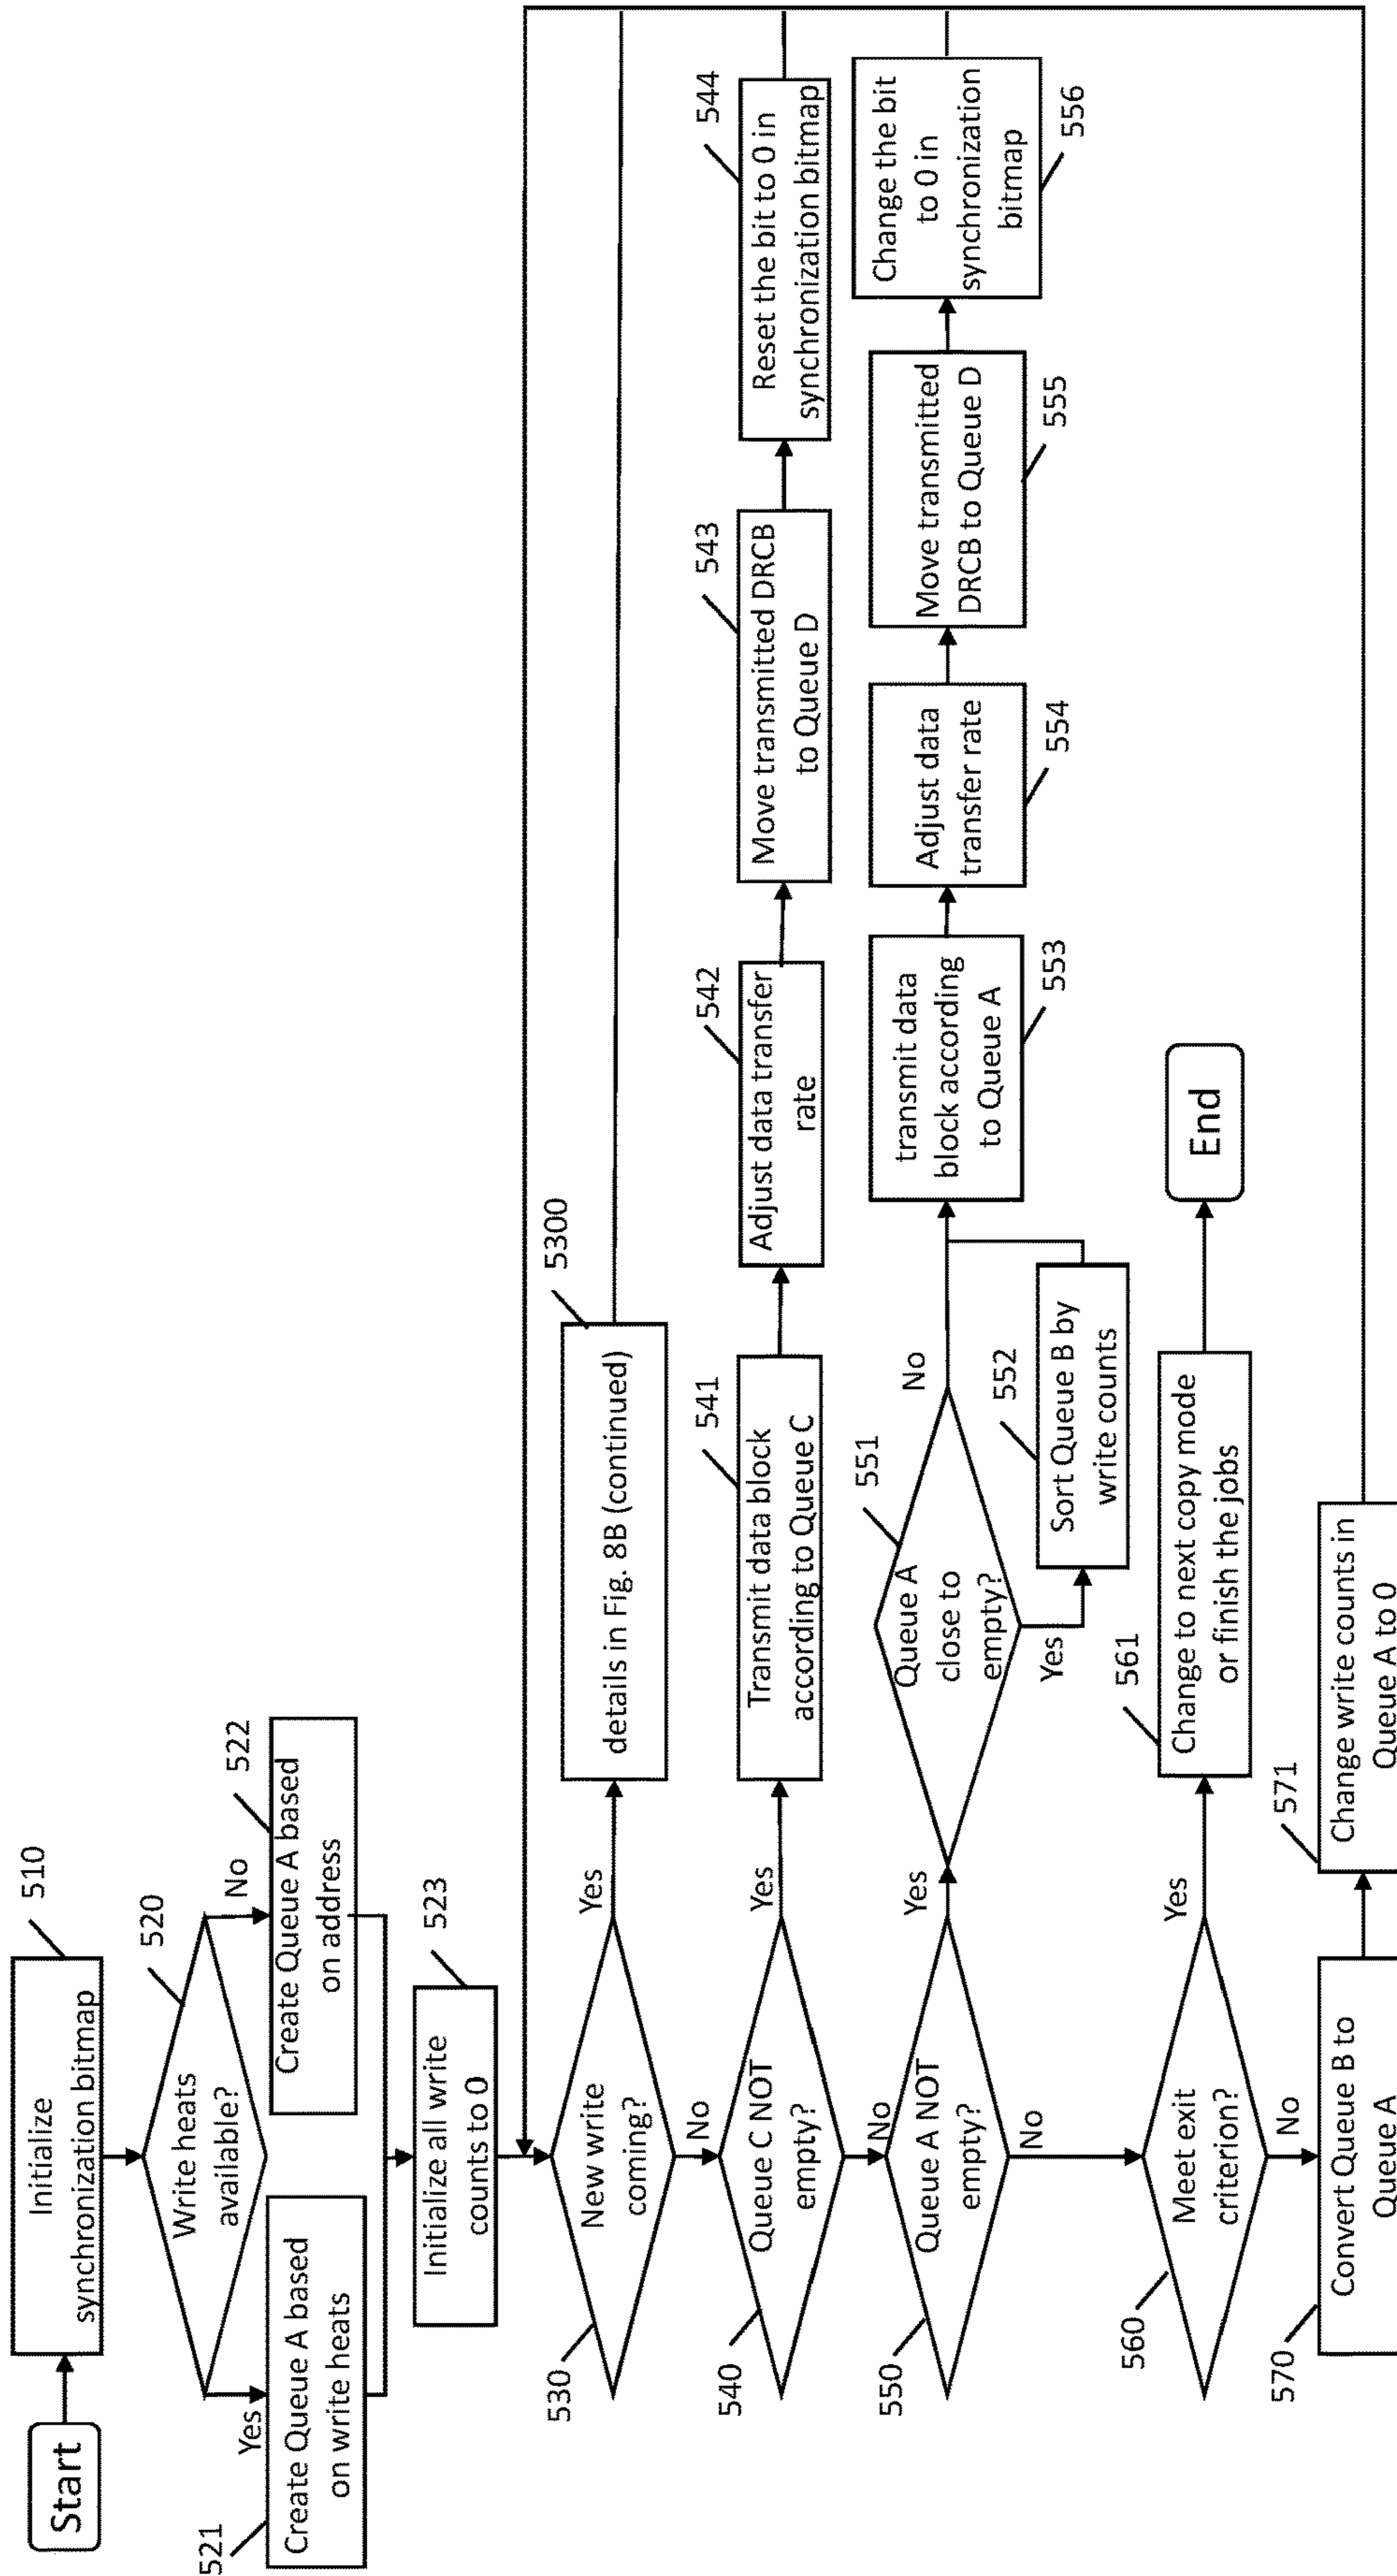 Start
Initialize
synchronization bitmap
510
Write heats
available?
520
Yes
No
Create Queue A based
on write heats
521
Create Queue A based
on address
522
Initialize all write
counts to 0
523
New write
coming?
530
Yes
No
details in Fig. 8B (continued)
5300
Queue C NOT
empty?
540
Yes
No
Transmit data block
according to Queue C
541
Adjust data transfer
rate
542
Move transmitted DRCB
to Queue D
543
Reset the bit to 0 in
synchronization bitmap
544
Queue A NOT
empty?
550
Yes
No
Queue A
close to
empty?
551
No
Yes
Sort Queue B by
write counts
552
transmit data
block according
to Queue A
553
Adjust data
transfer rate
554
Move transmitted
DRCB to Queue D
555
Change the bit
to 0 in
synchronization
bitmap
556
Meet exit
criterion?
560
Yes
No
Change to next copy mode
or finish the jobs
561
End
Convert Queue B to
Queue A
570
Change write counts in
Queue A to 0
571